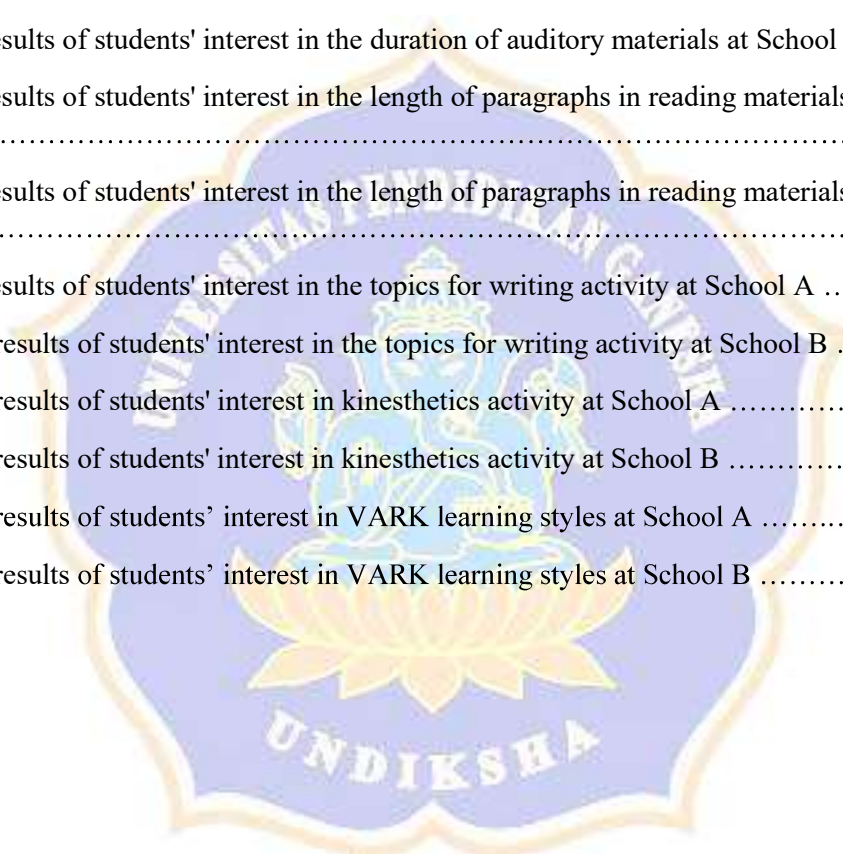 esults of students' interest in the duration of auditory materials at School
esults of students' interest in the length of paragraphs in reading materials
……………………………………………………………………………
esults of students' interest in the length of paragraphs in reading materials
……………………………………………………………………………
esults of students' interest in the topics for writing activity at School A …
results of students' interest in the topics for writing activity at School B .
results of students' interest in kinesthetics activity at School A …………
results of students' interest in kinesthetics activity at School B …………
results of students’ interest in VARK learning styles at School A ………
results of students’ interest in VARK learning styles at School B ………
UNIVERSITAS PENDIDIKAN GANESHA
UNDIKSHA